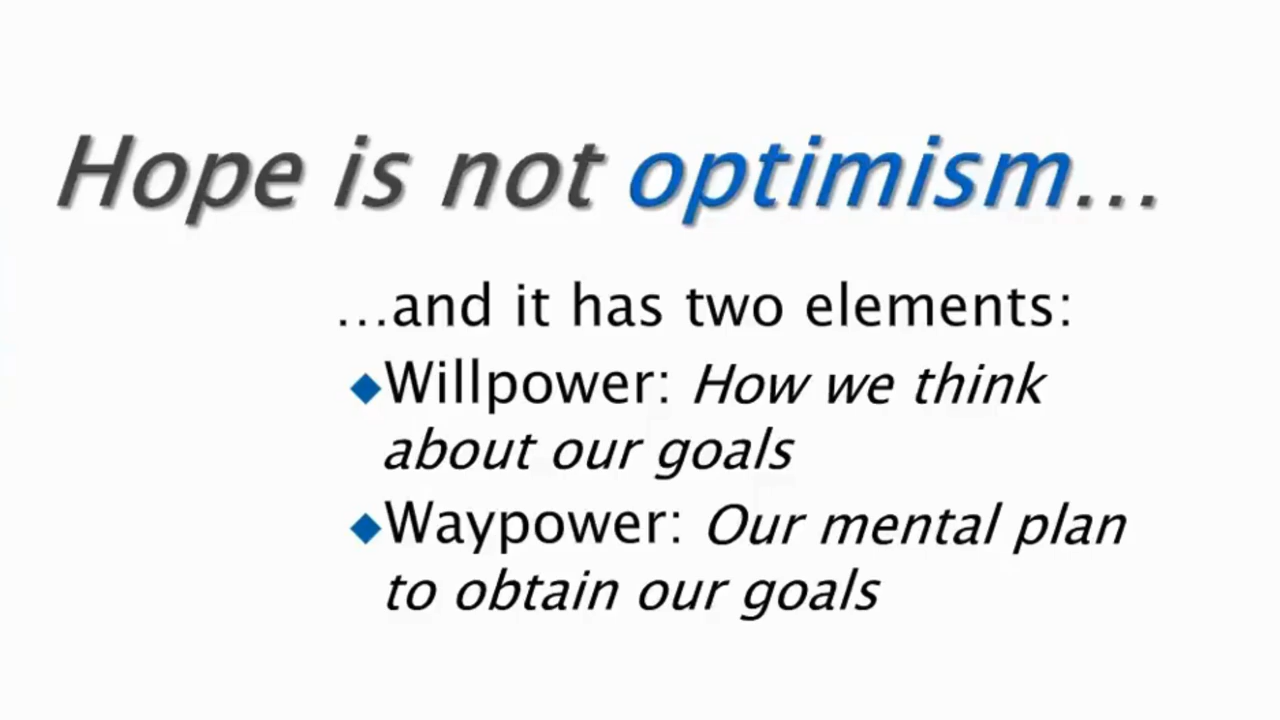 Hope is not optimism...
...and it has two elements:
◆Willpower: How we think
about our goals
◆Waypower: Our mental plan
to obtain our goals